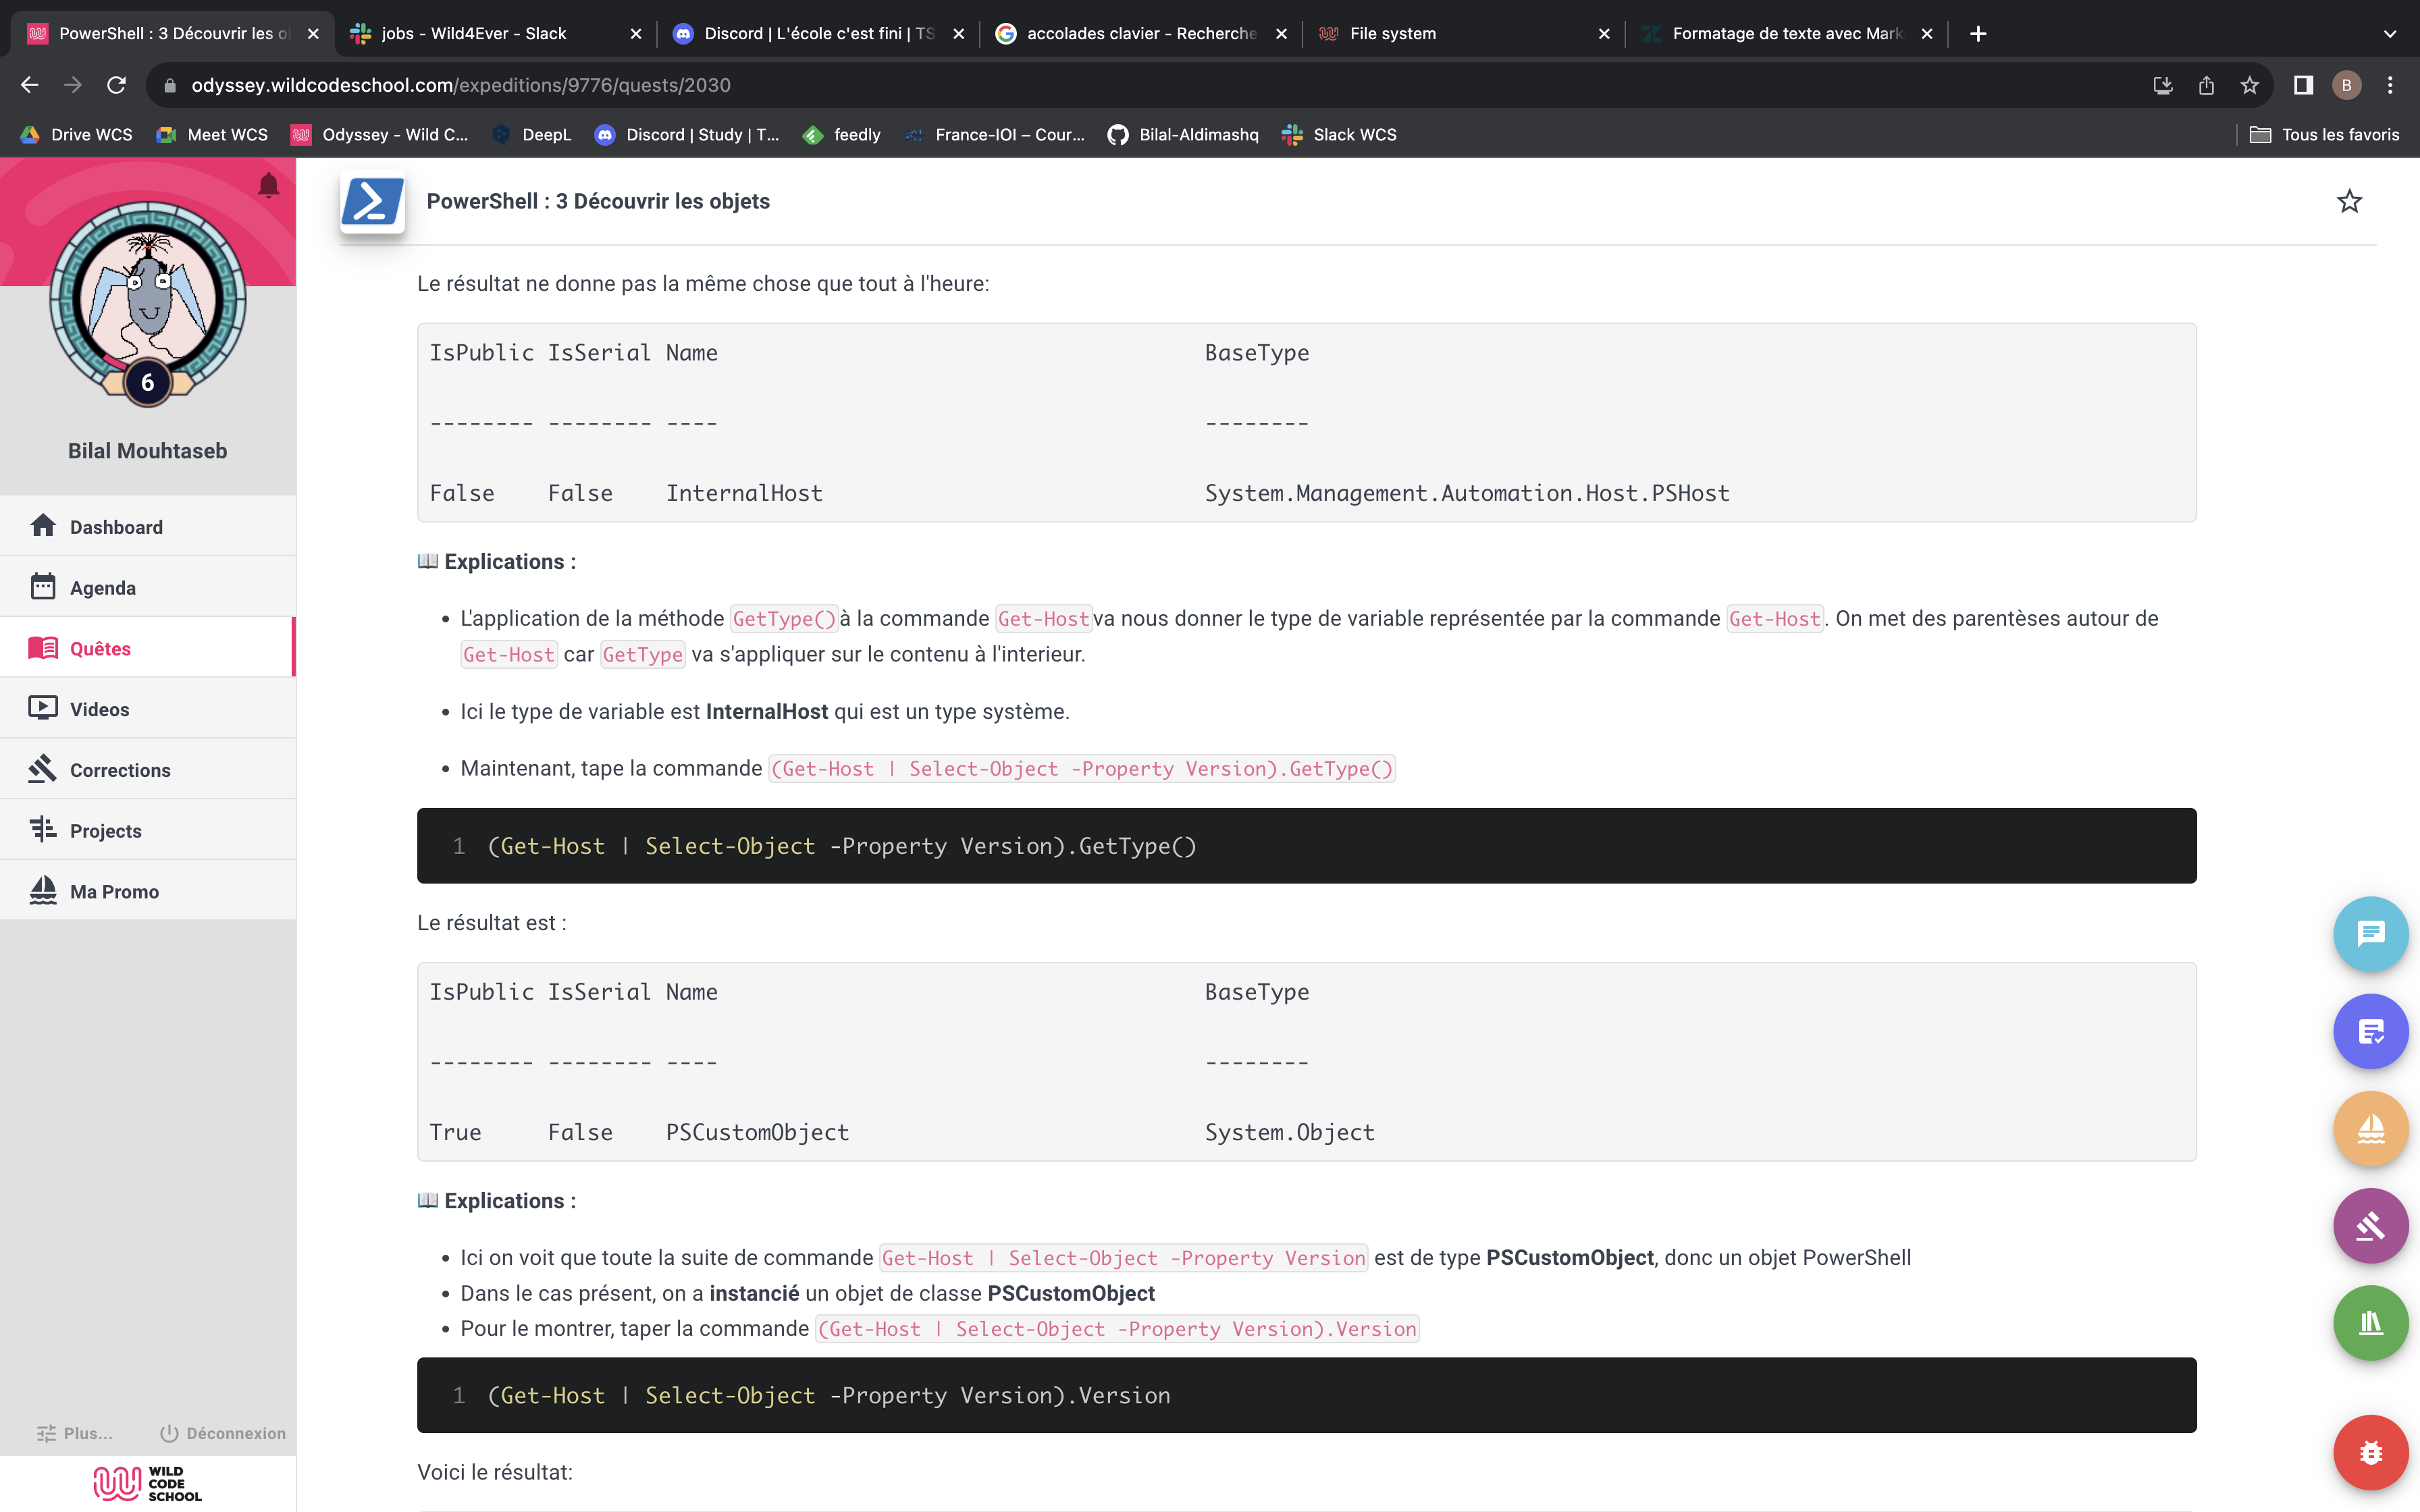 PowerShell : 3 Découvrir les o
jobs - Wild4Ever - Slack
Discord | L'école c'est fini | TS
accolades clavier - Recherche
File system
Formatage de texte avec Mark
odyssey.wildcodeschool.com/expeditions/9776/quests/2030
B
Drive WCS
Meet WCS
Odyssey - Wild C...
DeepL
Discord | Study | T...
feedly
France-IOI – Cour...
Bilal-Aldimashq
Slack WCS
Tous les favoris
6
Bilal Mouhtaseb
Dashboard
Agenda
Quêtes
Videos
Corrections
Projects
Ma Promo
Plus...
Déconnexion
WILD
CODE
SCHOOL
PowerShell : 3 Découvrir les objets
Le résultat ne donne pas la même chose que tout à l'heure:
IsPublic IsSerial Name BaseType
-------- -------- ---- --------
False False InternalHost System.Management.Automation.Host.PSHost
📖 Explications :
• L'application de la méthode GetType()à la commande Get-Hostva nous donner le type de variable représentée par la commande Get-Host. On met des parentèses autour de
Get-Host car GetType va s'appliquer sur le contenu à l'interieur.
• Ici le type de variable est InternalHost qui est un type système.
• Maintenant, tape la commande (Get-Host | Select-Object -Property Version).GetType()
1 (Get-Host | Select-Object -Property Version).GetType()
Le résultat est :
IsPublic IsSerial Name BaseType
-------- -------- ---- --------
True False PSCustomObject System.Object
📖 Explications :
• Ici on voit que toute la suite de commande Get-Host | Select-Object -Property Version est de type PSCustomObject, donc un objet PowerShell
• Dans le cas présent, on a instancié un objet de classe PSCustomObject
• Pour le montrer, taper la commande (Get-Host | Select-Object -Property Version).Version
1 (Get-Host | Select-Object -Property Version).Version
Voici le résultat: